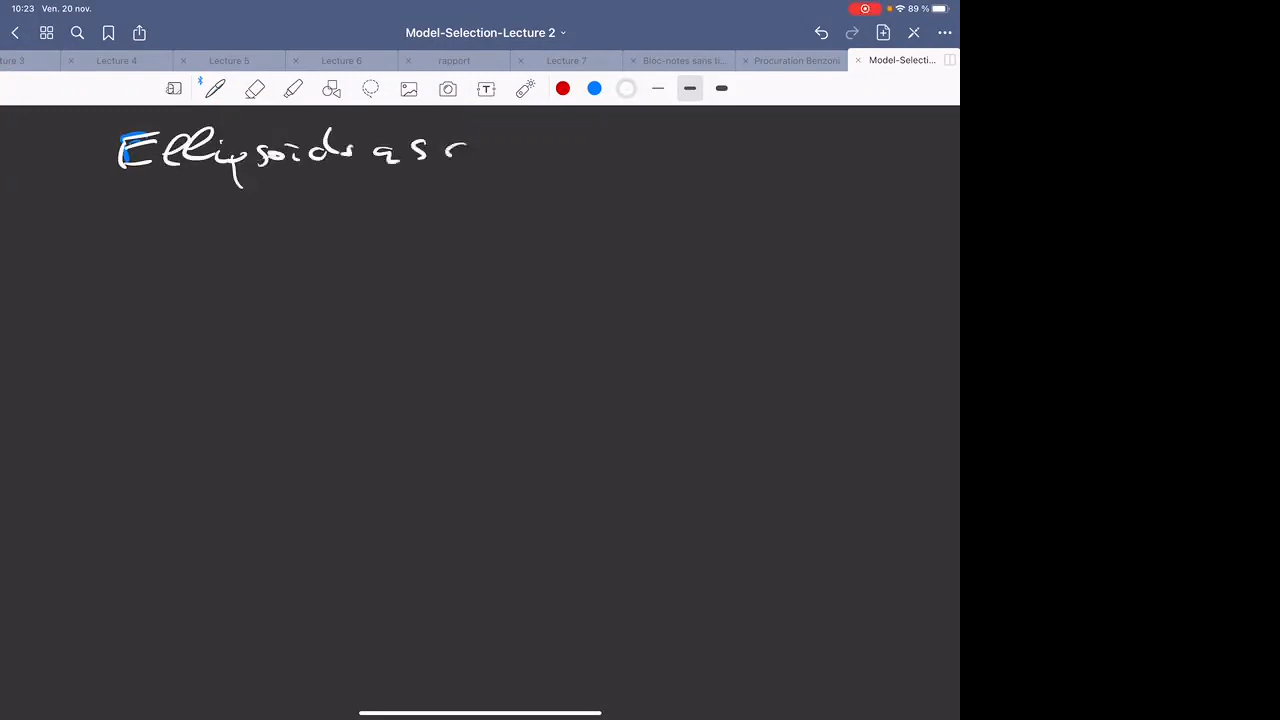 10:23 Ven. 20 nov. 89 %
Model-Selection-Lecture 2
ture 3 Lecture 4 Lecture 5 Lecture 6 rapport Lecture 7 Bloc-notes sans ti... Procuration Benzoni Model-Selecti...
Ellipsoids as